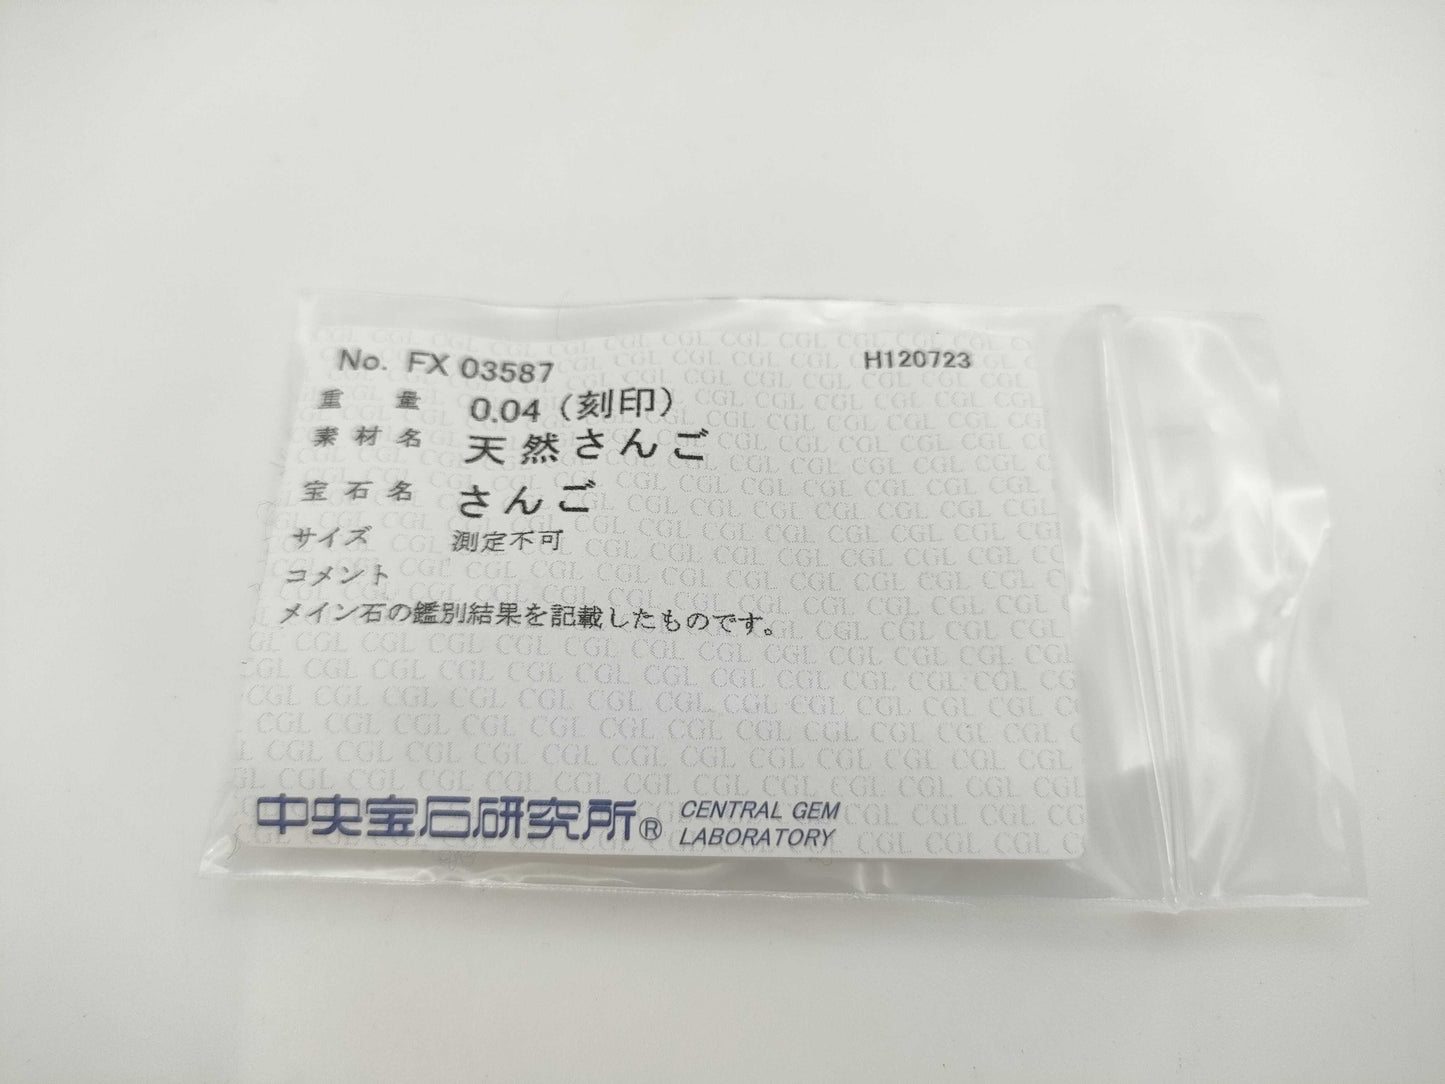 No. FX 03587 H120723
重量 0.04 (刻印)
素材名 天然さんご
宝石名 さんご
サイズ 測定不可
コメント
メイン石の鑑別結果を記載したものです。
中央宝石研究所® CENTRAL GEM
LABORATORY